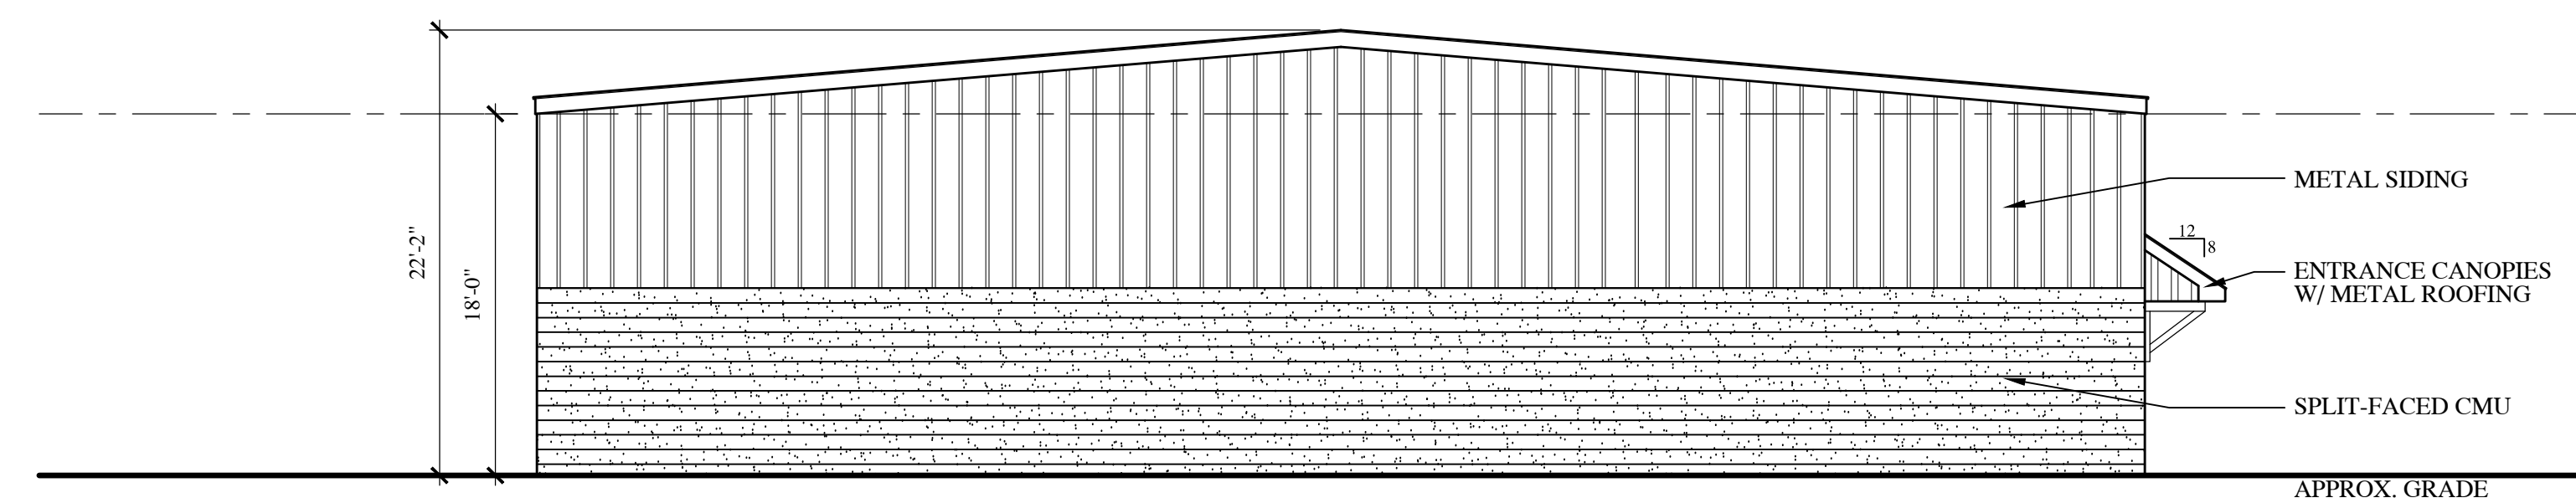 22'-2"
18'-0"
METAL SIDING
12
8
ENTRANCE CANOPIES
W/ METAL ROOFING
SPLIT-FACED CMU
APPROX. GRADE